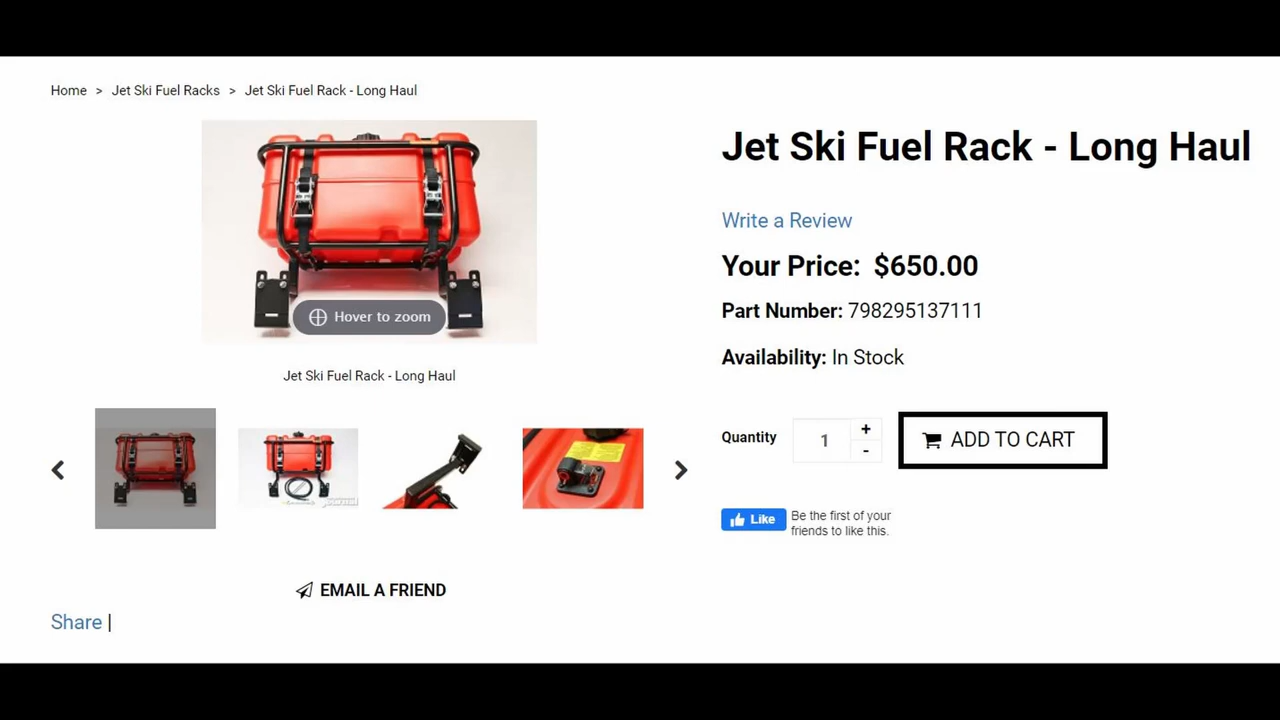 Home > Jet Ski Fuel Racks > Jet Ski Fuel Rack - Long Haul
Hover to zoom
Jet Ski Fuel Rack - Long Haul
EMAIL A FRIEND
Share |
Jet Ski Fuel Rack - Long Haul
Write a Review
Your Price: $650.00
Part Number: 798295137111
Availability: In Stock
Quantity 1 + -
ADD TO CART
Like
Be the first of your
friends to like this.